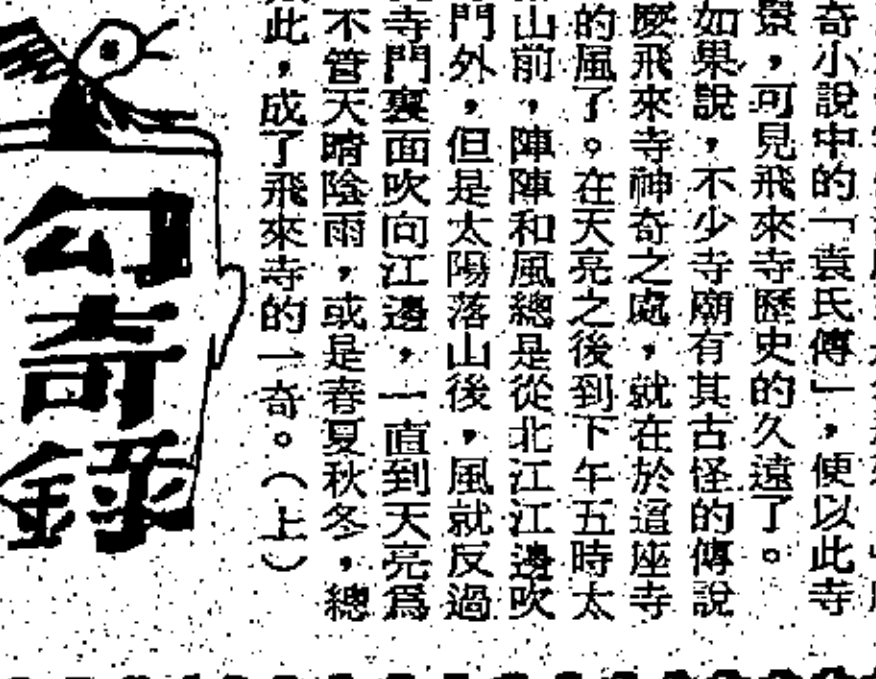 奇小說中的「袁氏傳」，便以此寺
景，可見飛來寺歷史的久遠了。
如果說，不少寺廟有其古怪的傳說
麼飛來寺神奇之處，就在於這座寺
的風了。在天亮之後到下午五時太
山前，陣陣和風總是從北江江邊吹
門外，但是太陽落山後，風就反過
寺門裏面吹向江邊，一直到天亮爲
不管天晴陰雨，或是春夏秋冬，總
此，成了飛來寺的一奇。（上）
勾奇錄